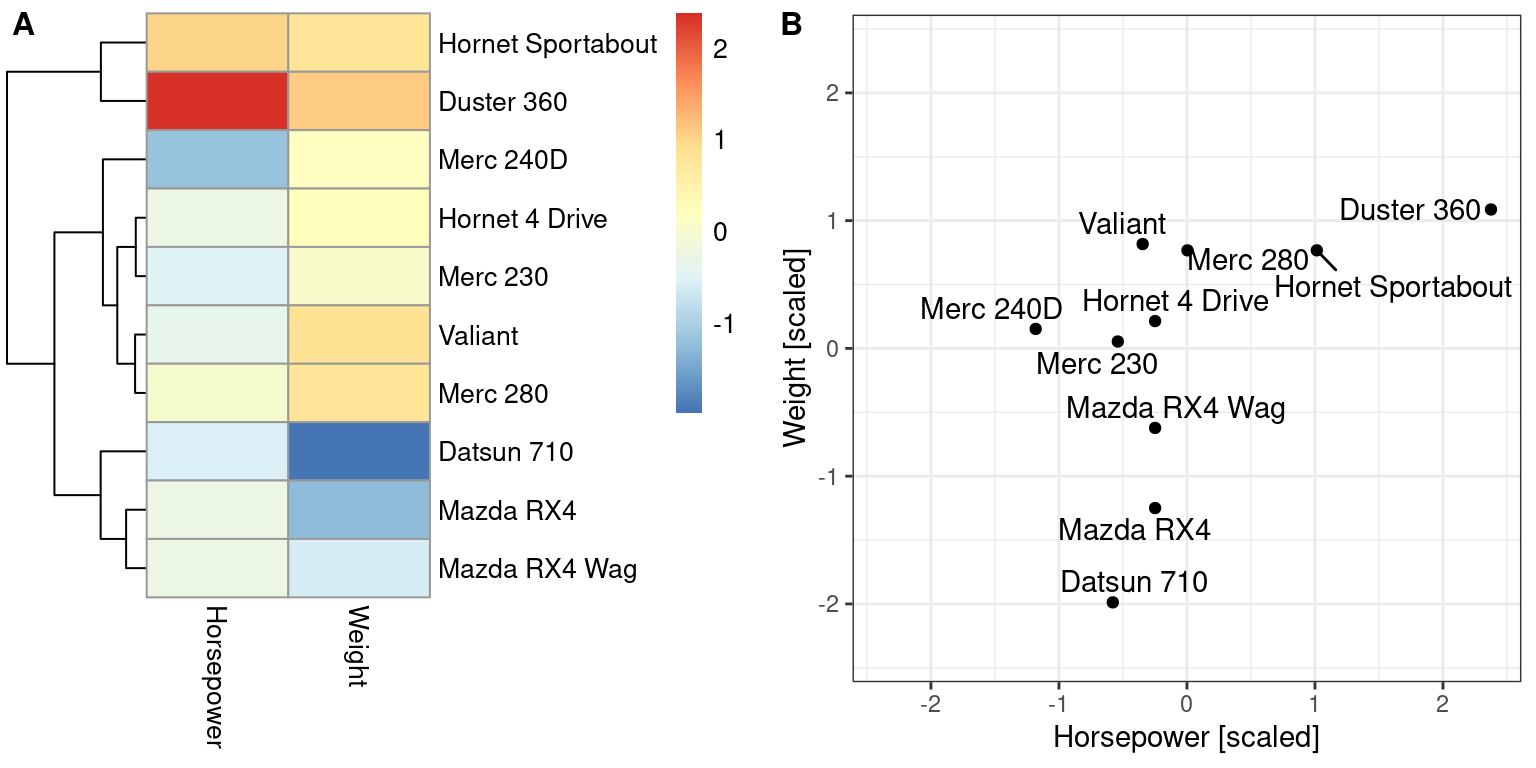 A
Hornet Sportabout
Duster 360
Merc 240D
Hornet 4 Drive
Merc 230
Valiant
Merc 280
Datsun 710
Mazda RX4
Mazda RX4 Wag
Horsepower
Weight
2
1
0
-1
B
Weight [scaled]
2
1
0
-1
-2
Duster 360
Valiant
Merc 280
Hornet Sportabout
Hornet 4 Drive
Merc 240D
Merc 230
Mazda RX4 Wag
Mazda RX4
Datsun 710
-2
-1
0
1
2
Horsepower [scaled]